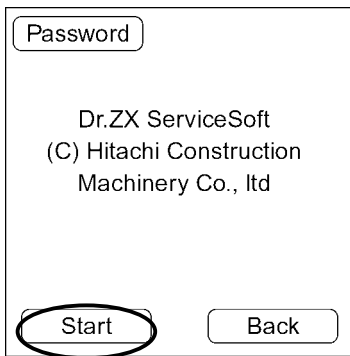 Password
Dr.ZX ServiceSoft
(C) Hitachi Construction
Machinery Co., ltd
Start
Back